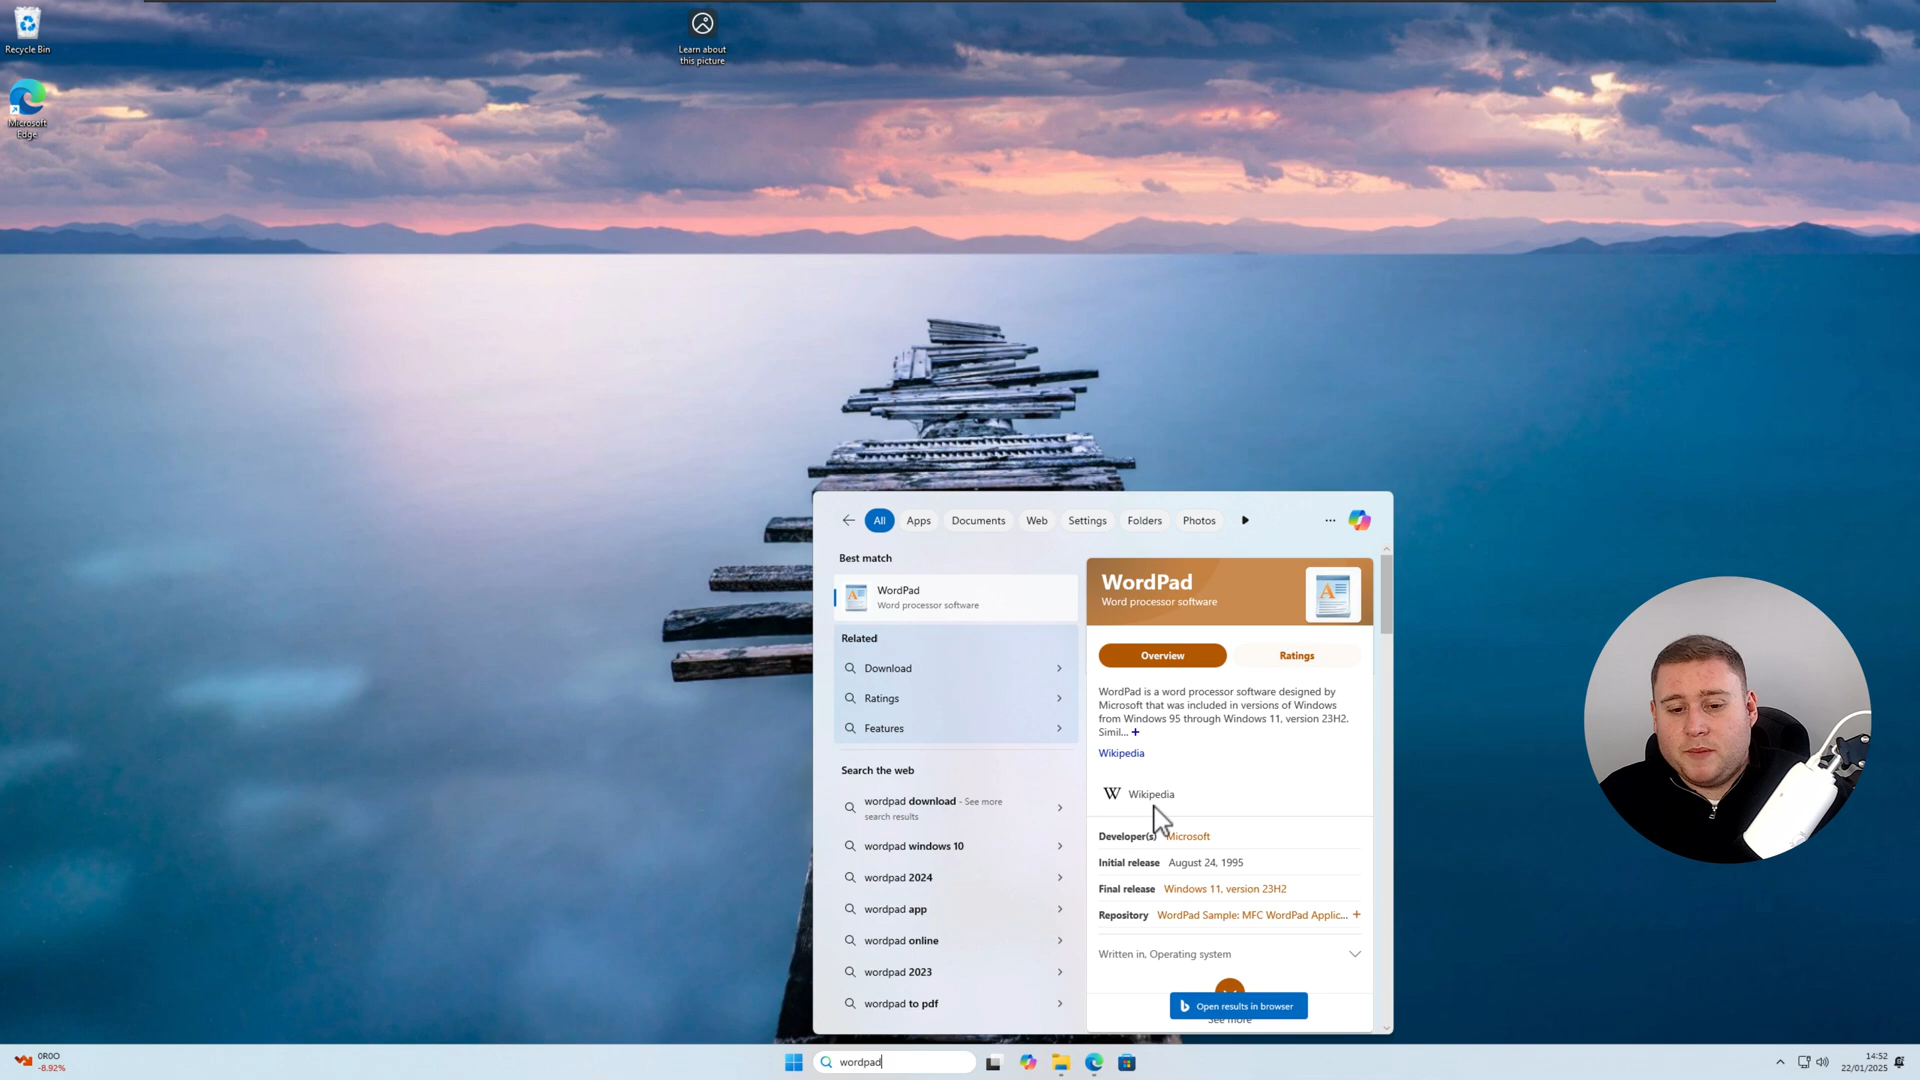 Recycle Bin
Microsoft
Edge
Learn about
this picture
All
Apps
Documents
Web
Settings
Folders
Photos
Best match
WordPad
Word processor software
Related
Download
Ratings
Features
Search the web
wordpad download - See more
search results
wordpad windows 10
wordpad 2024
wordpad app
wordpad online
wordpad 2023
wordpad to pdf
WordPad
Word processor software
Overview
Ratings
WordPad is a word processor software designed by
Microsoft that was included in versions of Windows
from Windows 95 through Windows 11, version 23H2.
Simil... +
Wikipedia
W Wikipedia
Developer(s) Microsoft
Initial release August 24, 1995
Final release Windows 11, version 23H2
Repository WordPad Sample: MFC WordPad Applic... +
Written in, Operating system
Open results in browser
See more
0R0O
-8.92%
wordpad
14:52
22/01/2025